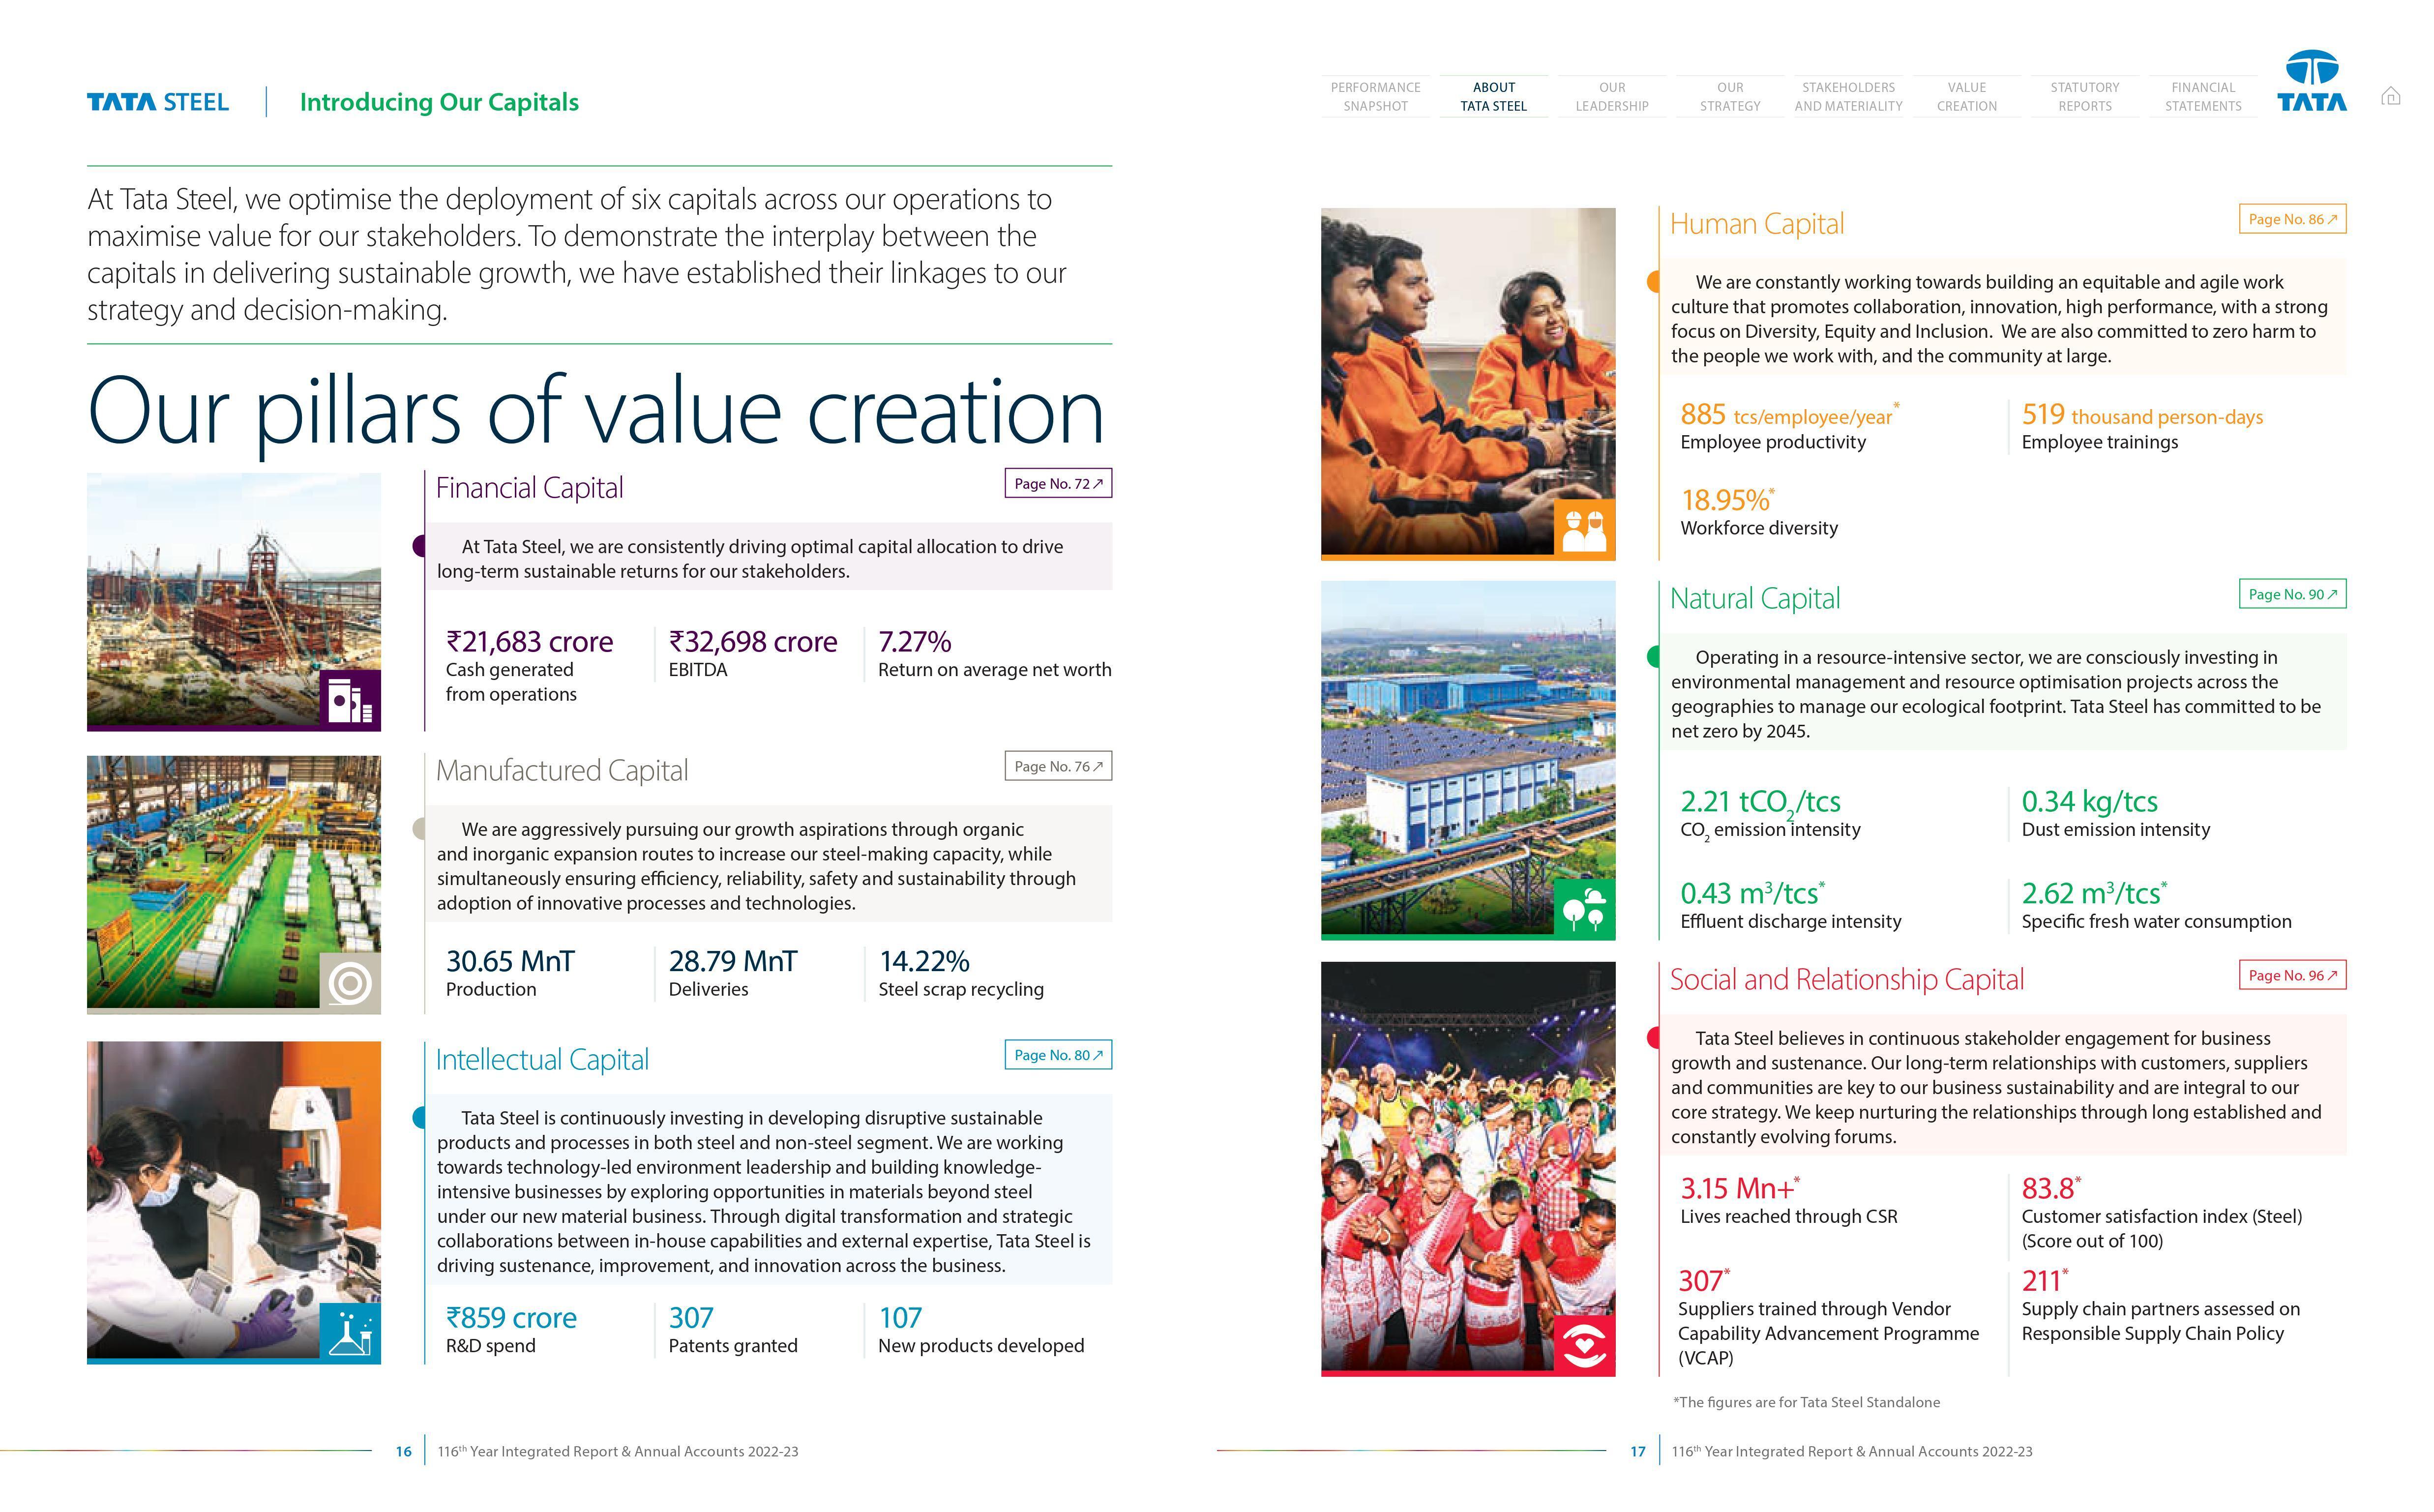 TATA STEEL
Introducing Our Capitals
At Tata Steel, we optimise the deployment of six capitals across our operations to
maximise value for our stakeholders. To demonstrate the interplay between the
capitals in delivering sustainable growth, we have established their linkages to our
strategy and decision-making.
Our pillars of value creation
Financial Capital
Page No. 72↗
At Tata Steel, we are consistently driving optimal capital allocation to drive
long-term sustainable returns for our stakeholders.
₹21,683 crore
Cash generated
from operations
₹32,698 crore
EBITDA
7.27%
Return on average net worth
Manufactured Capital
Page No. 76↗
We are aggressively pursuing our growth aspirations through organic
and inorganic expansion routes to increase our steel-making capacity, while
simultaneously ensuring efficiency, reliability, safety and sustainability through
adoption of innovative processes and technologies.
30.65 MnT
Production
28.79 MnT
Deliveries
14.22%
Steel scrap recycling
Intellectual Capital
Page No. 80↗
Tata Steel is continuously investing in developing disruptive sustainable
products and processes in both steel and non-steel segment. We are working
towards technology-led environment leadership and building knowledge-
intensive businesses by exploring opportunities in materials beyond steel
under our new material business. Through digital transformation and strategic
collaborations between in-house capabilities and external expertise, Tata Steel is
driving sustenance, improvement, and innovation across the business.
₹859 crore
R&D spend
307
Patents granted
107
New products developed
16
116th Year Integrated Report & Annual Accounts 2022-23
PERFORMANCE
SNAPSHOT
ABOUT
TATA STEEL
OUR
LEADERSHIP
OUR
STRATEGY
STAKEHOLDERS
AND MATERIALITY
VALUE
CREATION
STATUTORY
REPORTS
FINANCIAL
STATEMENTS
TATA
Human Capital
Page No. 86↗
We are constantly working towards building an equitable and agile work
culture that promotes collaboration, innovation, high performance, with a strong
focus on Diversity, Equity and Inclusion. We are also committed to zero harm to
the people we work with, and the community at large.
885 tcs/employee/year*
Employee productivity
519 thousand person-days
Employee trainings
18.95%*
Workforce diversity
Natural Capital
Page No. 90↗
Operating in a resource-intensive sector, we are consciously investing in
environmental management and resource optimisation projects across the
geographies to manage our ecological footprint. Tata Steel has committed to be
net zero by 2045.
2.21 tCO₂/tcs
CO₂ emission intensity
0.34 kg/tcs
Dust emission intensity
0.43 m³/tcs*
Effluent discharge intensity
2.62 m³/tcs*
Specific fresh water consumption
Social and Relationship Capital
Page No. 96↗
Tata Steel believes in continuous stakeholder engagement for business
growth and sustenance. Our long-term relationships with customers, suppliers
and communities are key to our business sustainability and are integral to our
core strategy. We keep nurturing the relationships through long established and
constantly evolving forums.
3.15 Mn+*
Lives reached through CSR
83.8*
Customer satisfaction index (Steel)
(Score out of 100)
307*
Suppliers trained through Vendor
Capability Advancement Programme
(VCAP)
211*
Supply chain partners assessed on
Responsible Supply Chain Policy
*The figures are for Tata Steel Standalone
17
116th Year Integrated Report & Annual Accounts 2022-23